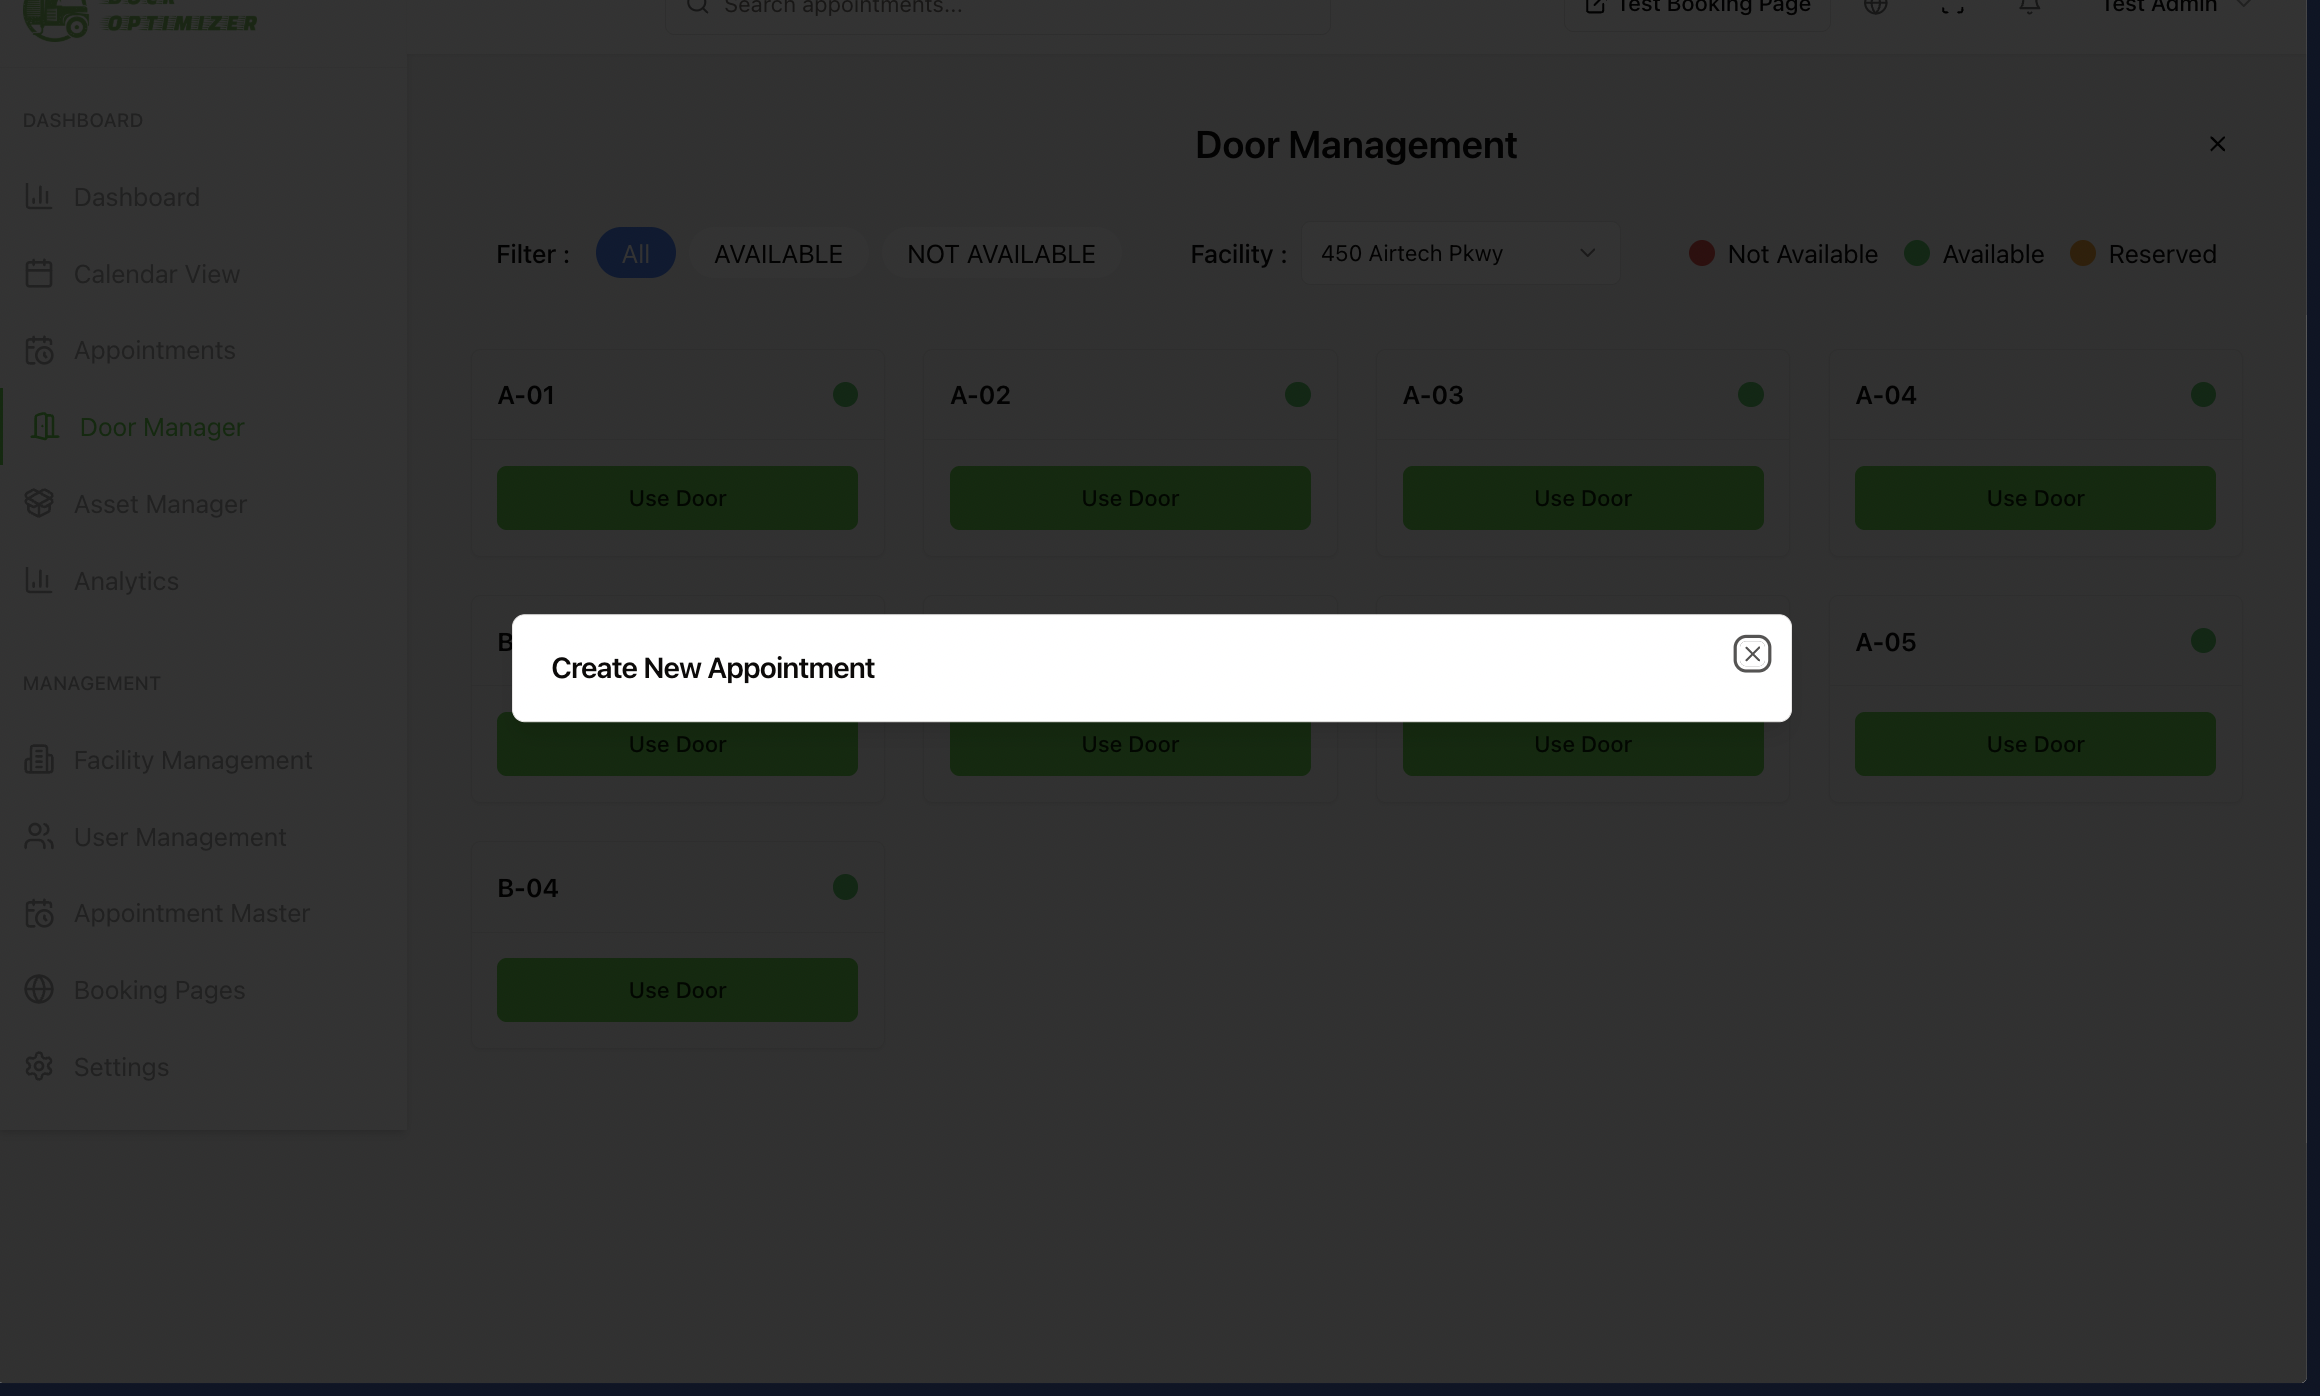 OPTIMIZER
Search appointments...
Test Booking Page
Test Admin
DASHBOARD
Dashboard
Calendar View
Appointments
Door Manager
Asset Manager
Analytics
MANAGEMENT
Facility Management
User Management
Appointment Master
Booking Pages
Settings
Door Management
Filter : All AVAILABLE NOT AVAILABLE Facility : 450 Airtech Pkwy Not Available Available Reserved
A-01 A-02 A-03 A-04
Use Door Use Door Use Door Use Door
A-05
Create New Appointment
Use Door Use Door Use Door Use Door
B-04
Use Door